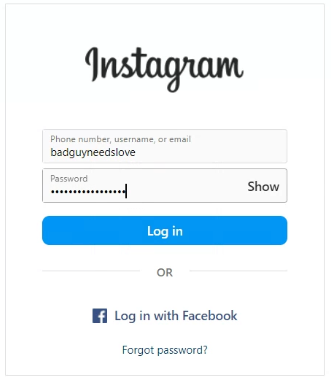 Instagram
Phone number, username, or email
badguyneedslove
Password
••••••••••••••••• Show
Log in
OR
Log in with Facebook
Forgot password?